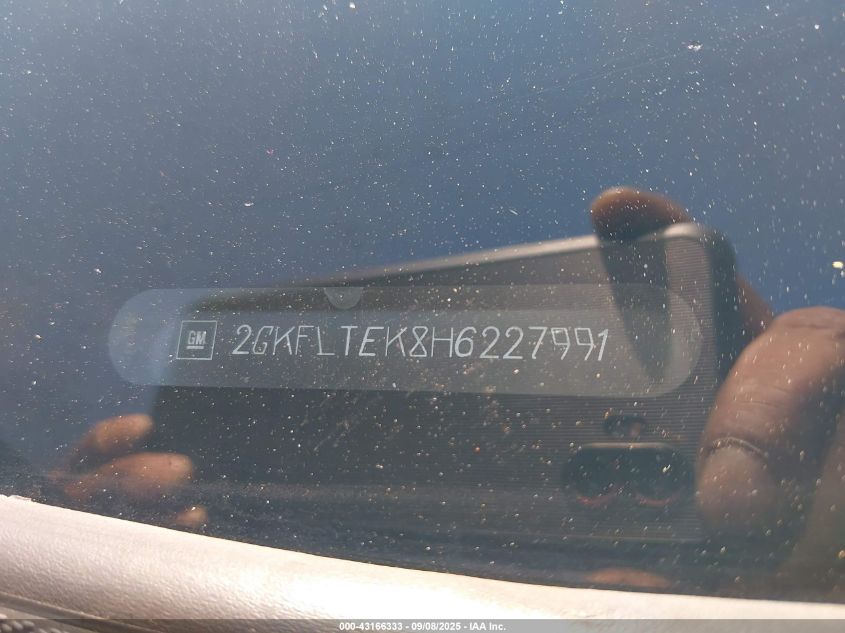 GM 2GKFLTEK8H6227991
000-43166333 - 09/08/2025 - IAA Inc.